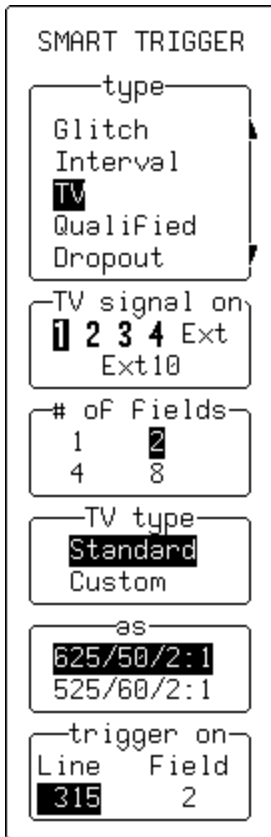 SMART TRIGGER
type
Glitch
Interval
TV
Qualified
Dropout
TV signal on
1 2 3 4 Ext
Ext10
# of Fields
1 2
4 8
TV type
Standard
Custom
as
625/50/2:1
525/60/2:1
trigger on
Line Field
315 2